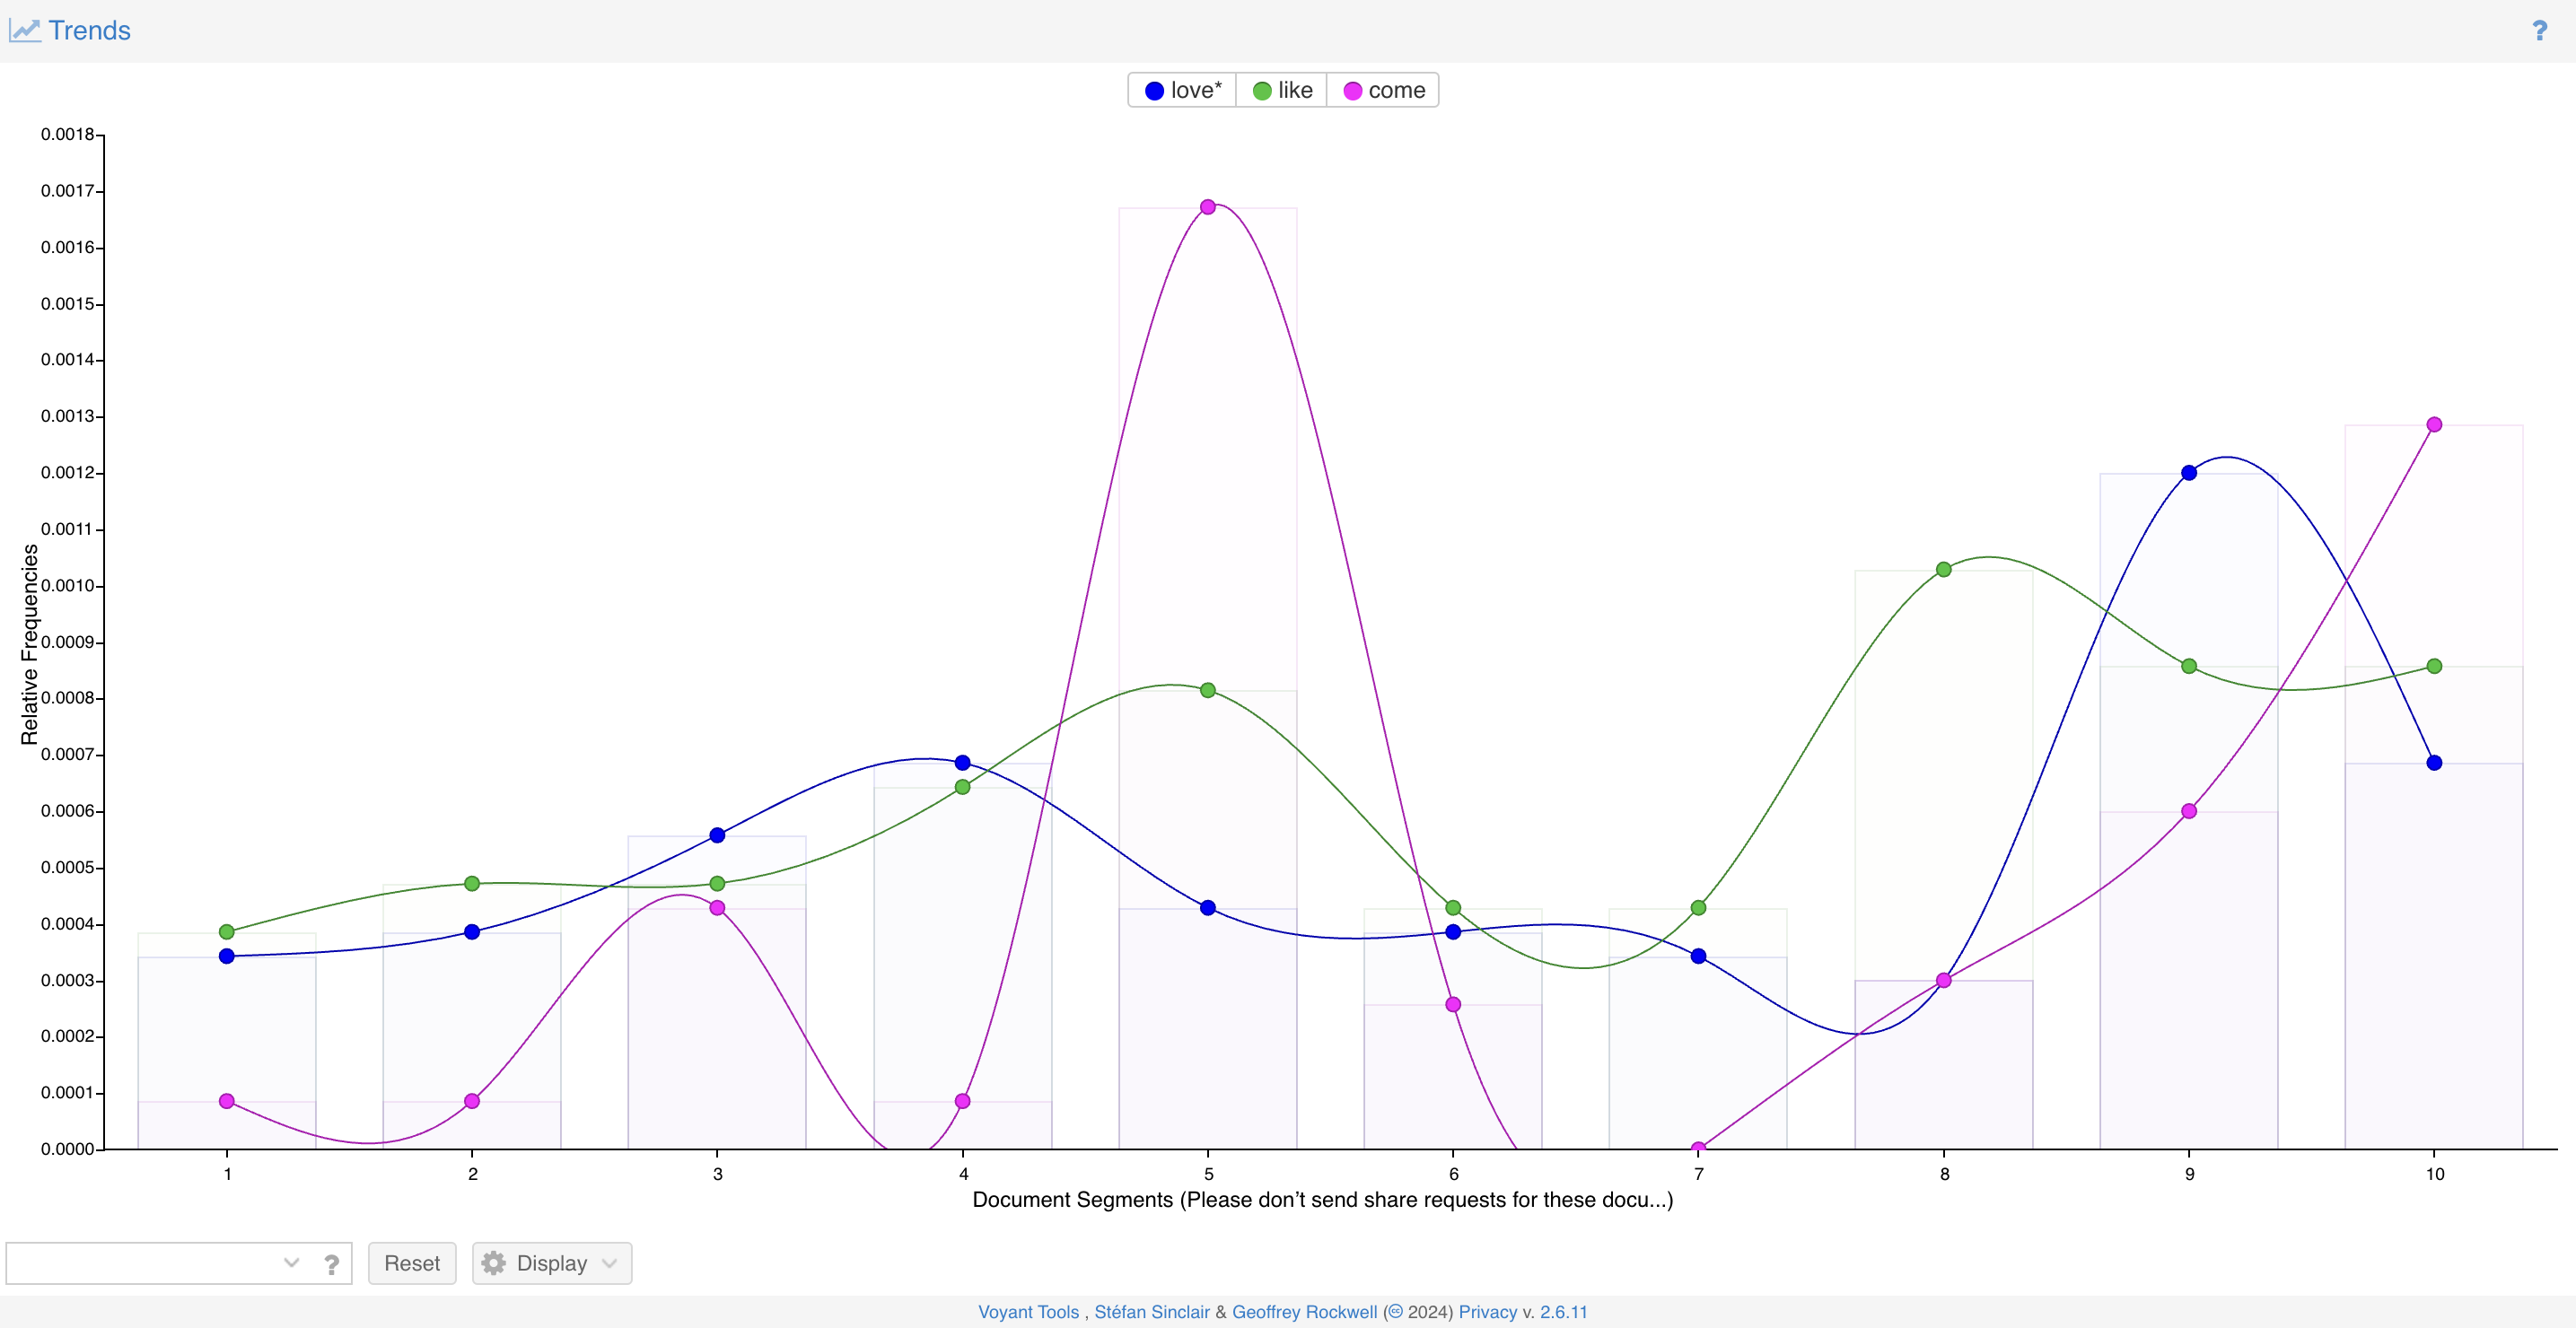 Trends
?
love* like come
0.0018
0.0017
0.0016
0.0015
0.0014
0.0013
0.0012
0.0011
0.0010
0.0009
0.0008
0.0007
0.0006
0.0005
0.0004
0.0003
0.0002
0.0001
0.0000
Relative Frequencies
1 2 3 4 5 6 7 8 9 10
Document Segments (Please don’t send share requests for these docu...)
? Reset Display
Voyant Tools , Stéfan Sinclair & Geoffrey Rockwell (🄯 2024) Privacy v. 2.6.11